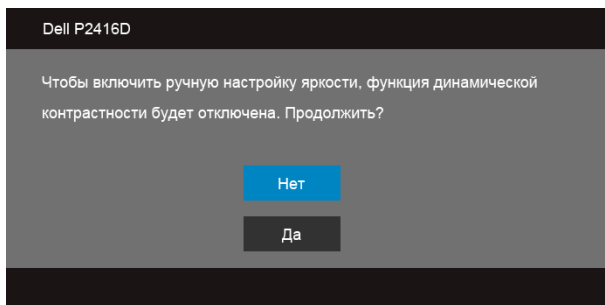 Dell P2416D
Чтобы включить ручную настройку яркости, функция динамической
контрастности будет отключена. Продолжить?
Нет
Да